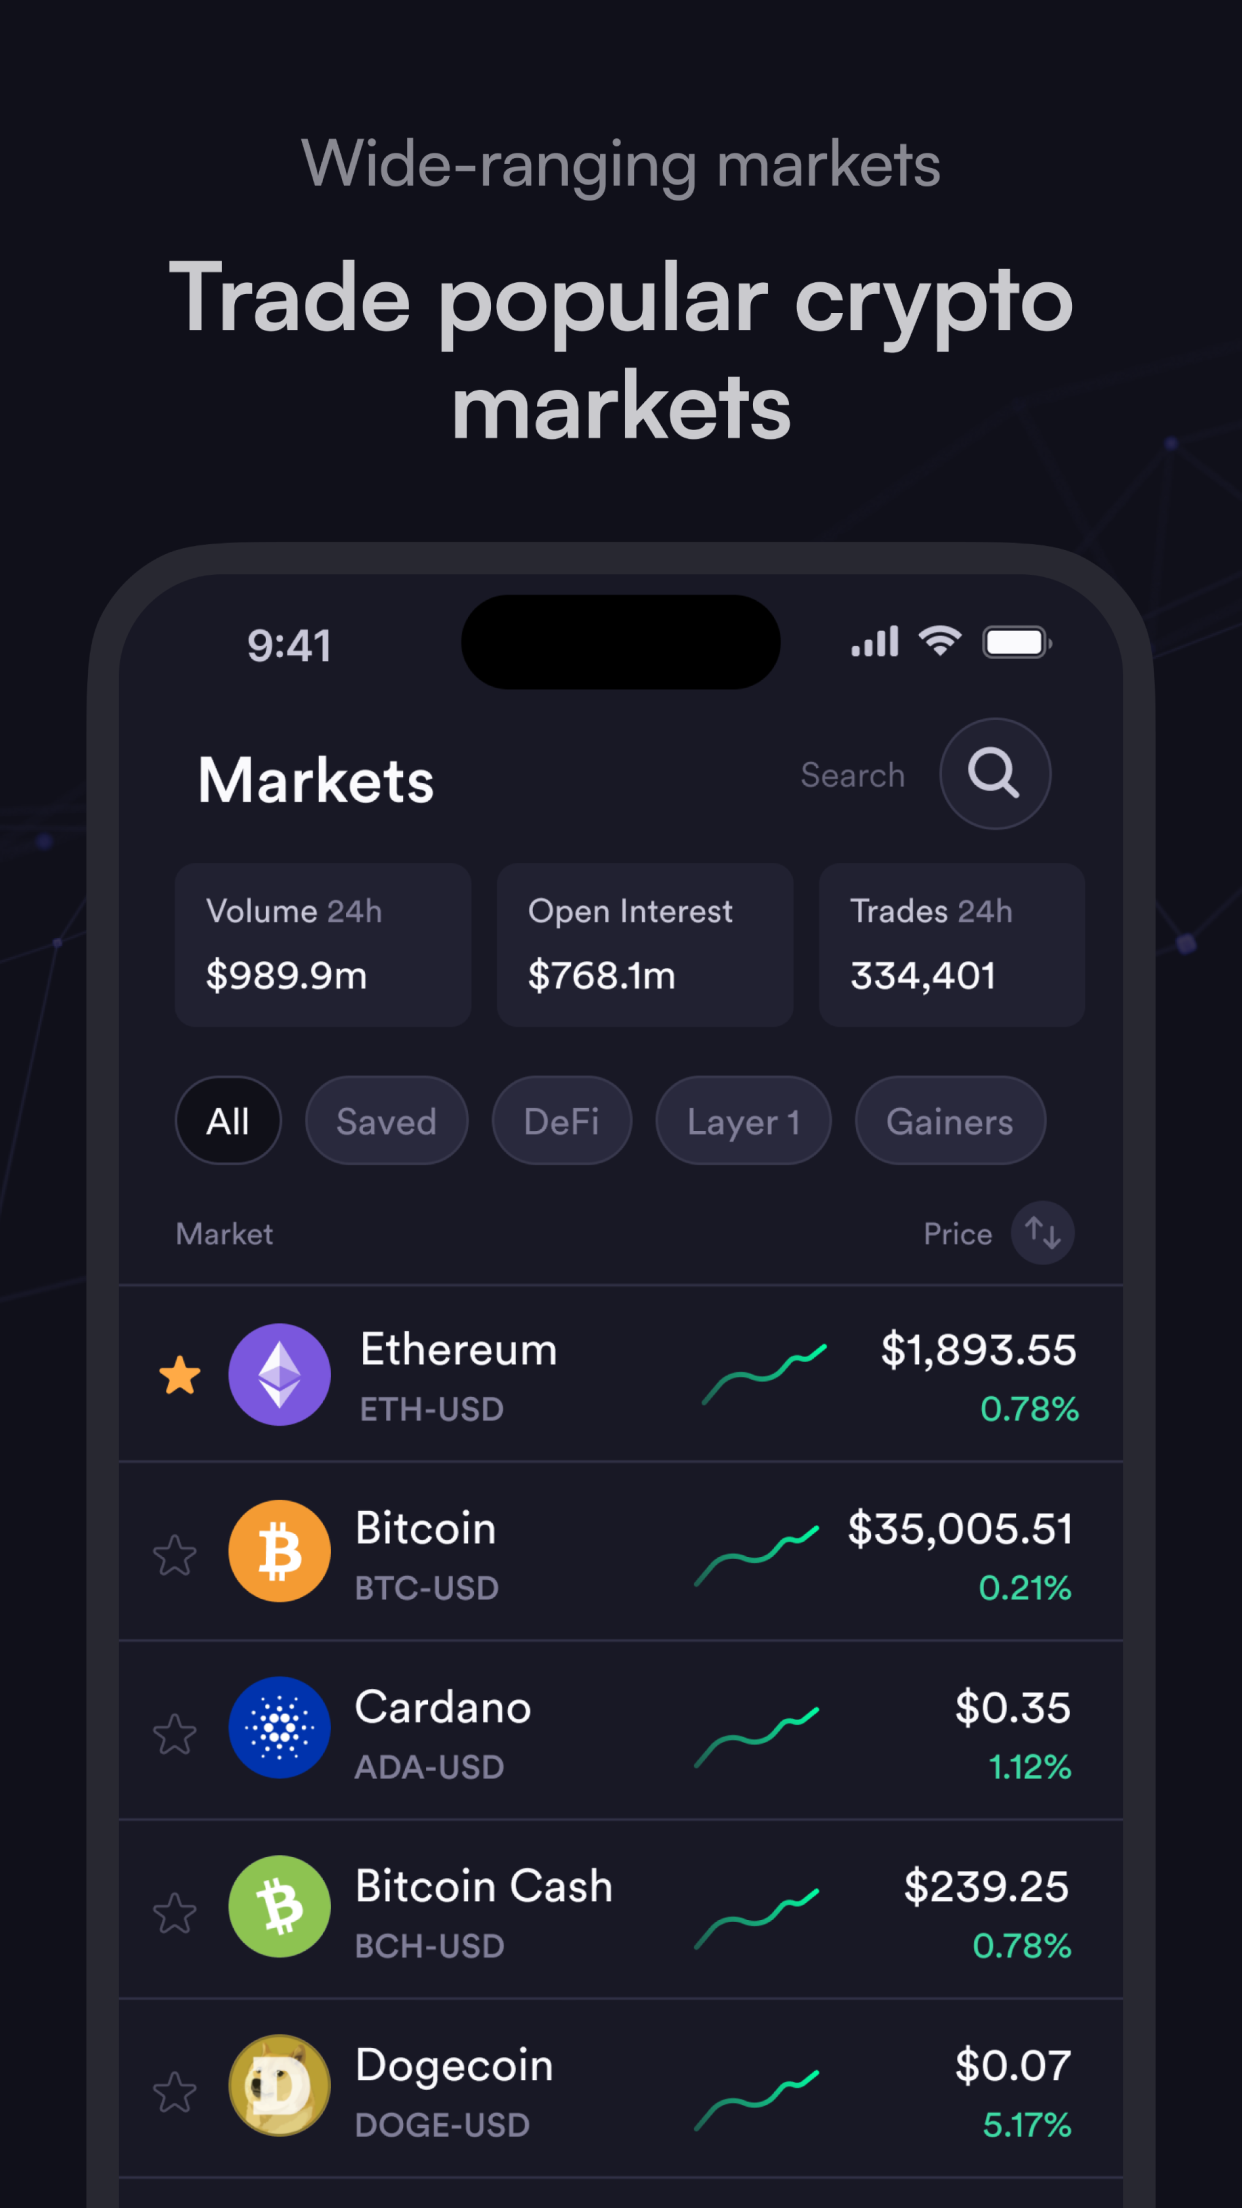 Wide-ranging markets
Trade popular crypto
markets
9:41
Markets
Search
Volume 24h
Open Interest
Trades 24h
$989.9m
$768.1m
334,401
All
Saved
DeFi
Layer 1
Gainers
Market
Price
Ethereum
$1,893.55
ETH-USD
0.78%
Bitcoin
$35,005.51
BTC-USD
0.21%
Cardano
$0.35
ADA-USD
1.12%
Bitcoin Cash
$239.25
BCH-USD
0.78%
Dogecoin
$0.07
DOGE-USD
5.17%